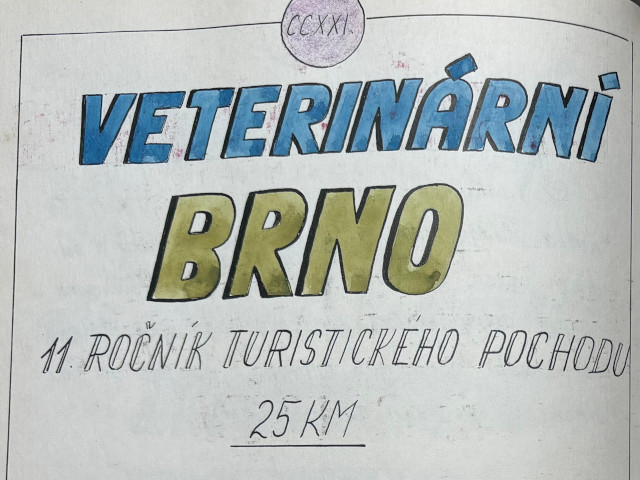 CCXXI.
VETERINÁRNÍ
BRNO
11. ROČNÍK TURISTICKÉHO POCHODU
25 KM